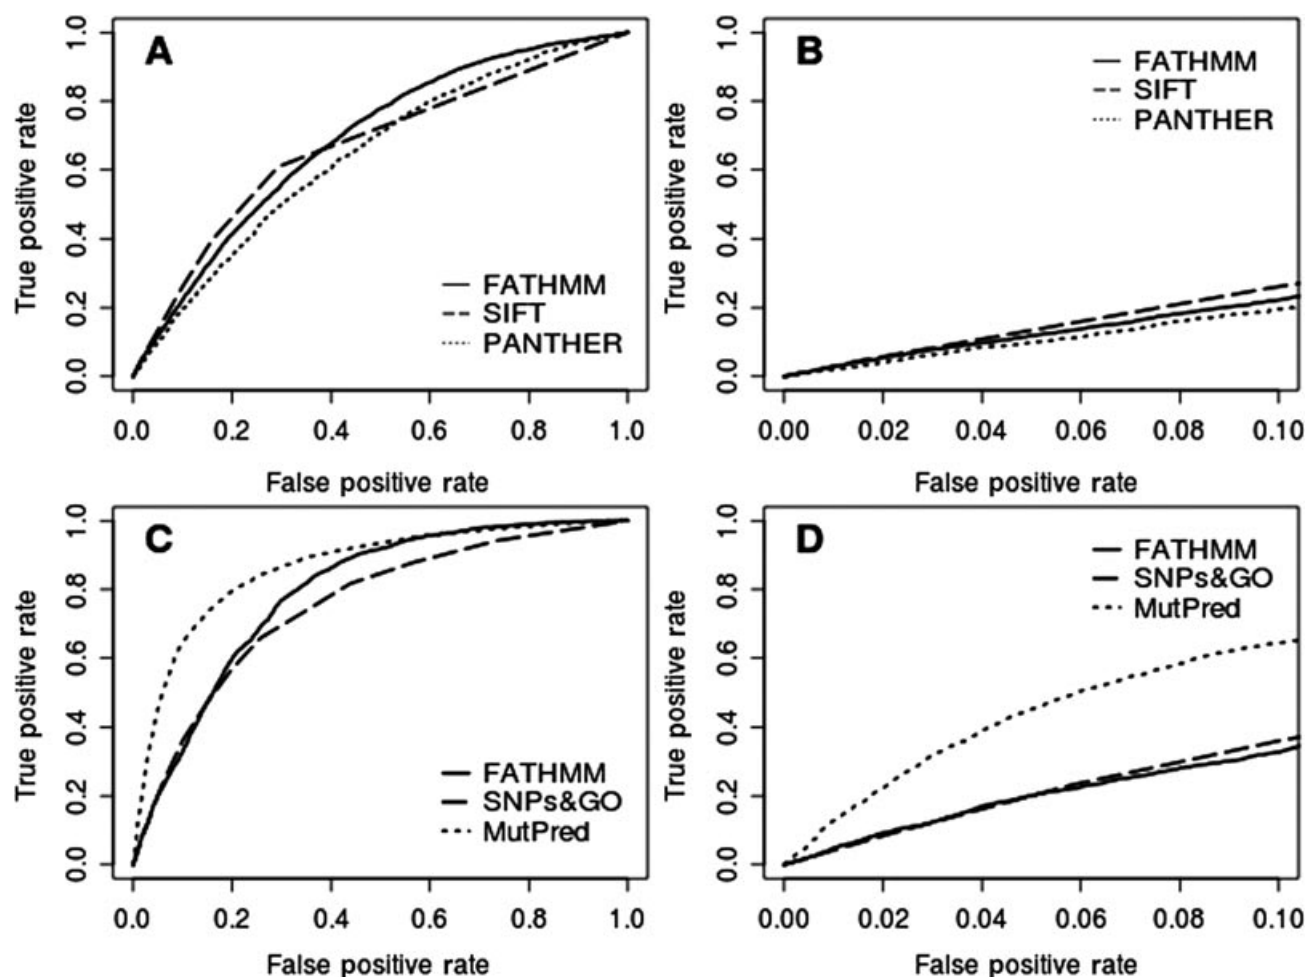 A
True positive rate
1.0
0.8
0.6
0.4
0.2
0.0
FATHMM
SIFT
PANTHER
0.0 0.2 0.4 0.6 0.8 1.0
False positive rate
B
True positive rate
1.0
0.8
0.6
0.4
0.2
0.0
FATHMM
SIFT
PANTHER
0.00 0.02 0.04 0.06 0.08 0.10
False positive rate
C
True positive rate
1.0
0.8
0.6
0.4
0.2
0.0
FATHMM
SNPs&GO
MutPred
0.0 0.2 0.4 0.6 0.8 1.0
False positive rate
D
True positive rate
1.0
0.8
0.6
0.4
0.2
0.0
FATHMM
SNPs&GO
MutPred
0.00 0.02 0.04 0.06 0.08 0.10
False positive rate